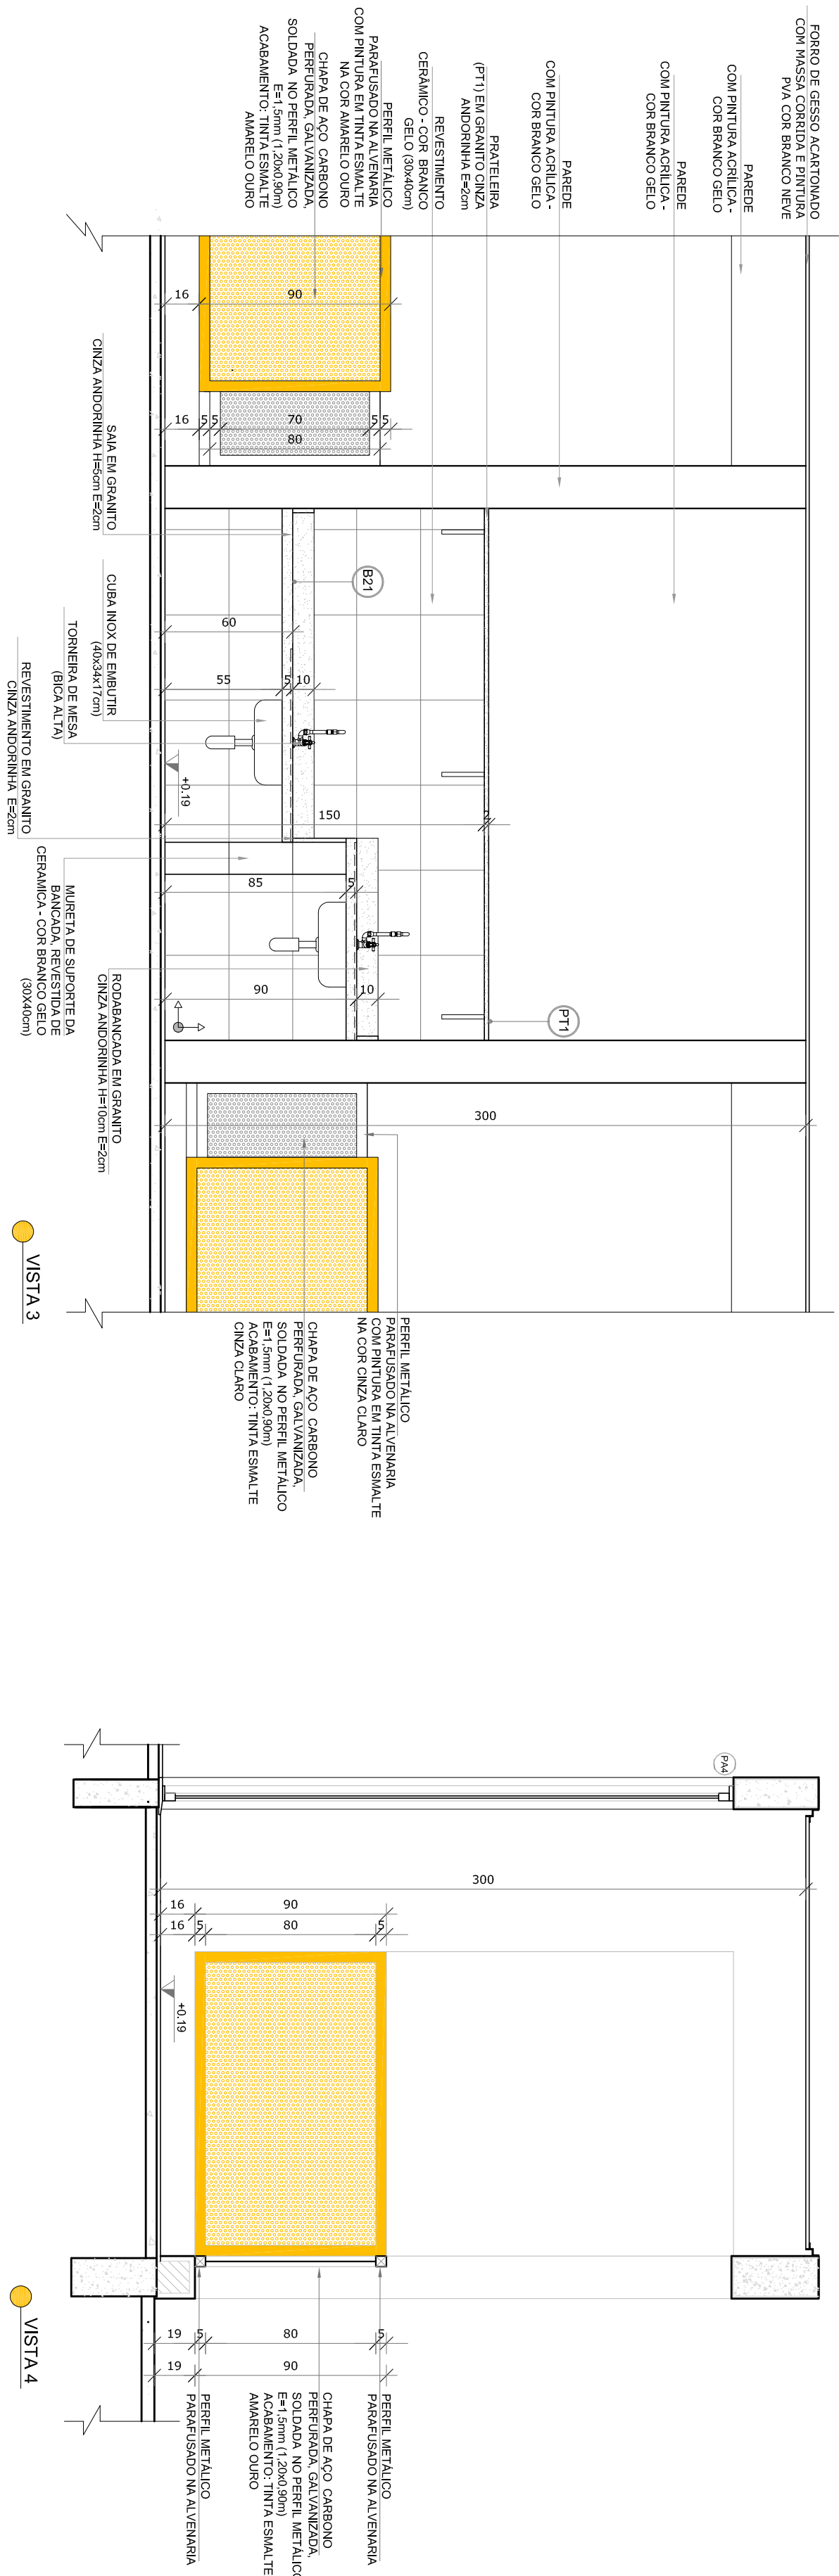 FORRO DE GESSO ACARTONADO
COM MASSA CORRIDA E PINTURA
PVA COR BRANCO NEVE
PAREDE
COM PINTURA ACRÍLICA -
COR BRANCO GELO
PAREDE
COM PINTURA ACRÍLICA -
COR BRANCO GELO
PAREDE
COM PINTURA ACRÍLICA -
COR BRANCO GELO
PRATELEIRA
(PT1) EM GRANITO CINZA
ANDORINHA E=2cm
REVESTIMENTO
CERÂMICO - COR BRANCO
GELO (30x40cm)
PERFIL METÁLICO
PARAFUSADO NA ALVENARIA
COM PINTURA EM TINTA ESMALTE
NA COR AMARELO OURO
CHAPA DE AÇO CARBONO
PERFURADA, GALVANIZADA,
SOLDADA NO PERFIL METÁLICO
E=1,5mm (1,20x0,90m)
ACABAMENTO: TINTA ESMALTE
AMARELO OURO
16
90
16
5
5
70
5
5
80
SAIA EM GRANITO
CINZA ANDORINHA H=5cm E=2cm
B21
60
CUBA INOX DE EMBUTIR
(40x34x17cm)
55
5
10
TORNEIRA DE MESA
(BICA ALTA)
+0.19
150
2
REVESTIMENTO EM GRANITO
CINZA ANDORINHA E=2cm
85
5
MURETA DE SUPORTE DA
BANCADA, REVESTIDA DE
CERAMICA - COR BRANCO GELO
(30X40cm)
90
10
PT1
RODABANCADA EM GRANITO
CINZA ANDORINHA H=10cm E=2cm
300
PERFIL METÁLICO
PARAFUSADO NA ALVENARIA
COM PINTURA EM TINTA ESMALTE
NA COR CINZA CLARO
CHAPA DE AÇO CARBONO
PERFURADA, GALVANIZADA,
SOLDADA NO PERFIL METÁLICO
E=1,5mm (1,20x0,90m)
ACABAMENTO: TINTA ESMALTE
CINZA CLARO
VISTA 3
PA4
300
16
90
16
5
80
5
+0.19
19
5
80
5
19
90
PERFIL METÁLICO
PARAFUSADO NA ALVENARIA
CHAPA DE AÇO CARBONO
PERFURADA, GALVANIZADA,
SOLDADA NO PERFIL METÁLICO
E=1,5mm (1,20x0,90m)
ACABAMENTO: TINTA ESMALTE
AMARELO OURO
PERFIL METÁLICO
PARAFUSADO NA ALVENARIA
VISTA 4